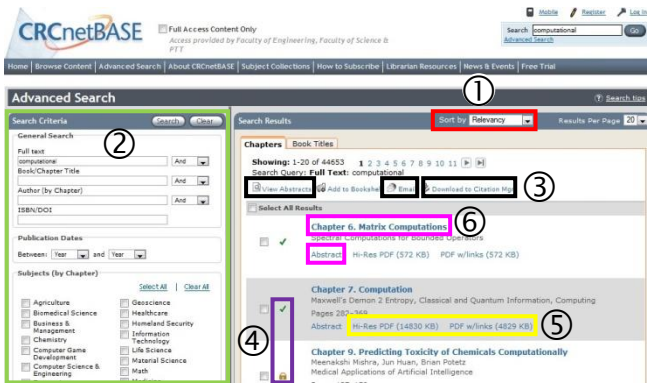 Mobile Register Log In
CRCnetBASE
Full Access Content Only
Access provided by Faculty of Engineering, Faculty of Science &
PTT
Search computational Go
Advanced Search
Home | Browse Content | Advanced Search | About CRCnetBASE | Subject Collections | How to Subscribe | Librarian Resources | News & Events | Free Trial
①
Advanced Search
Search tips
Search Criteria Search Clear
Search Results Sort by Relevancy Results Per Page 20
②
General Search
Full text
computational And
Book/Chapter Title
And
Author (by Chapter)
And
ISBN/DOI
Publication Dates
Between: Year and Year
Subjects (by Chapter)
Select All | Clear All
Agriculture
Biomedical Science
Business &
Management
Chemistry
Computer Game
Development
Computer Science &
Engineering
Geoscience
Healthcare
Homeland Security
Information
Technology
Life Science
Material Science
Math
Chapters Book Titles
Showing: 1-20 of 44653 1 2 3 4 5 6 7 8 9 10 11
Search Query: Full Text: computational
③
View Abstracts Add to Bookshelf Email Download to Citation Mgr
Select All Results
⑥
Chapter 6. Matrix Computations
Spectral Computations for Bounded Operators
Abstract Hi-Res PDF (572 KB) PDF w/links (572 KB)
Chapter 7. Computation
Maxwell's Demon 2 Entropy, Classical and Quantum Information, Computing
Pages 282-289
Abstract Hi-Res PDF (14830 KB) PDF w/links (4829 KB)
⑤
④
Chapter 9. Predicting Toxicity of Chemicals Computationally
Meenakshi Mishra, Jun Huan, Brian Potetz
Medical Applications of Artificial Intelligence